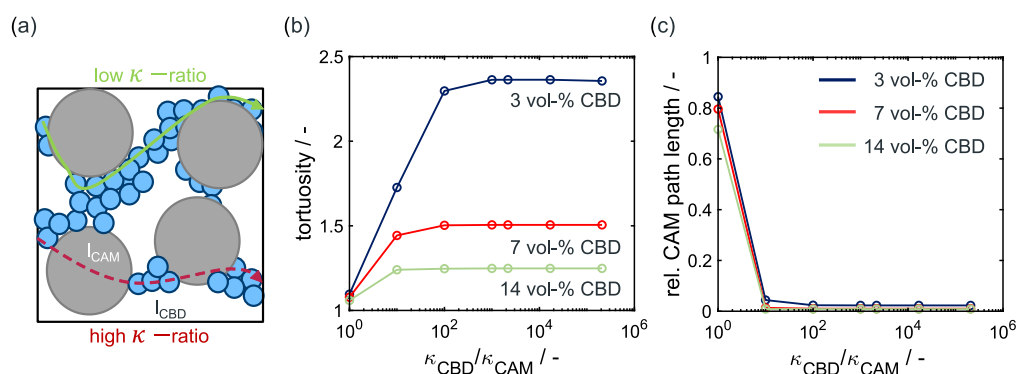 (a)
low κ −ratio
l_CAM
l_CBD
high κ −ratio
(b)
tortuosity / -
2.5
2
1.5
1
3 vol-% CBD
7 vol-% CBD
14 vol-% CBD
10^0 10^2 10^4 10^6
κ_CBD/κ_CAM / -
(c)
rel. CAM path length / -
1
0.8
0.6
0.4
0.2
0
3 vol-% CBD
7 vol-% CBD
14 vol-% CBD
10^0 10^2 10^4 10^6
κ_CBD/κ_CAM / -